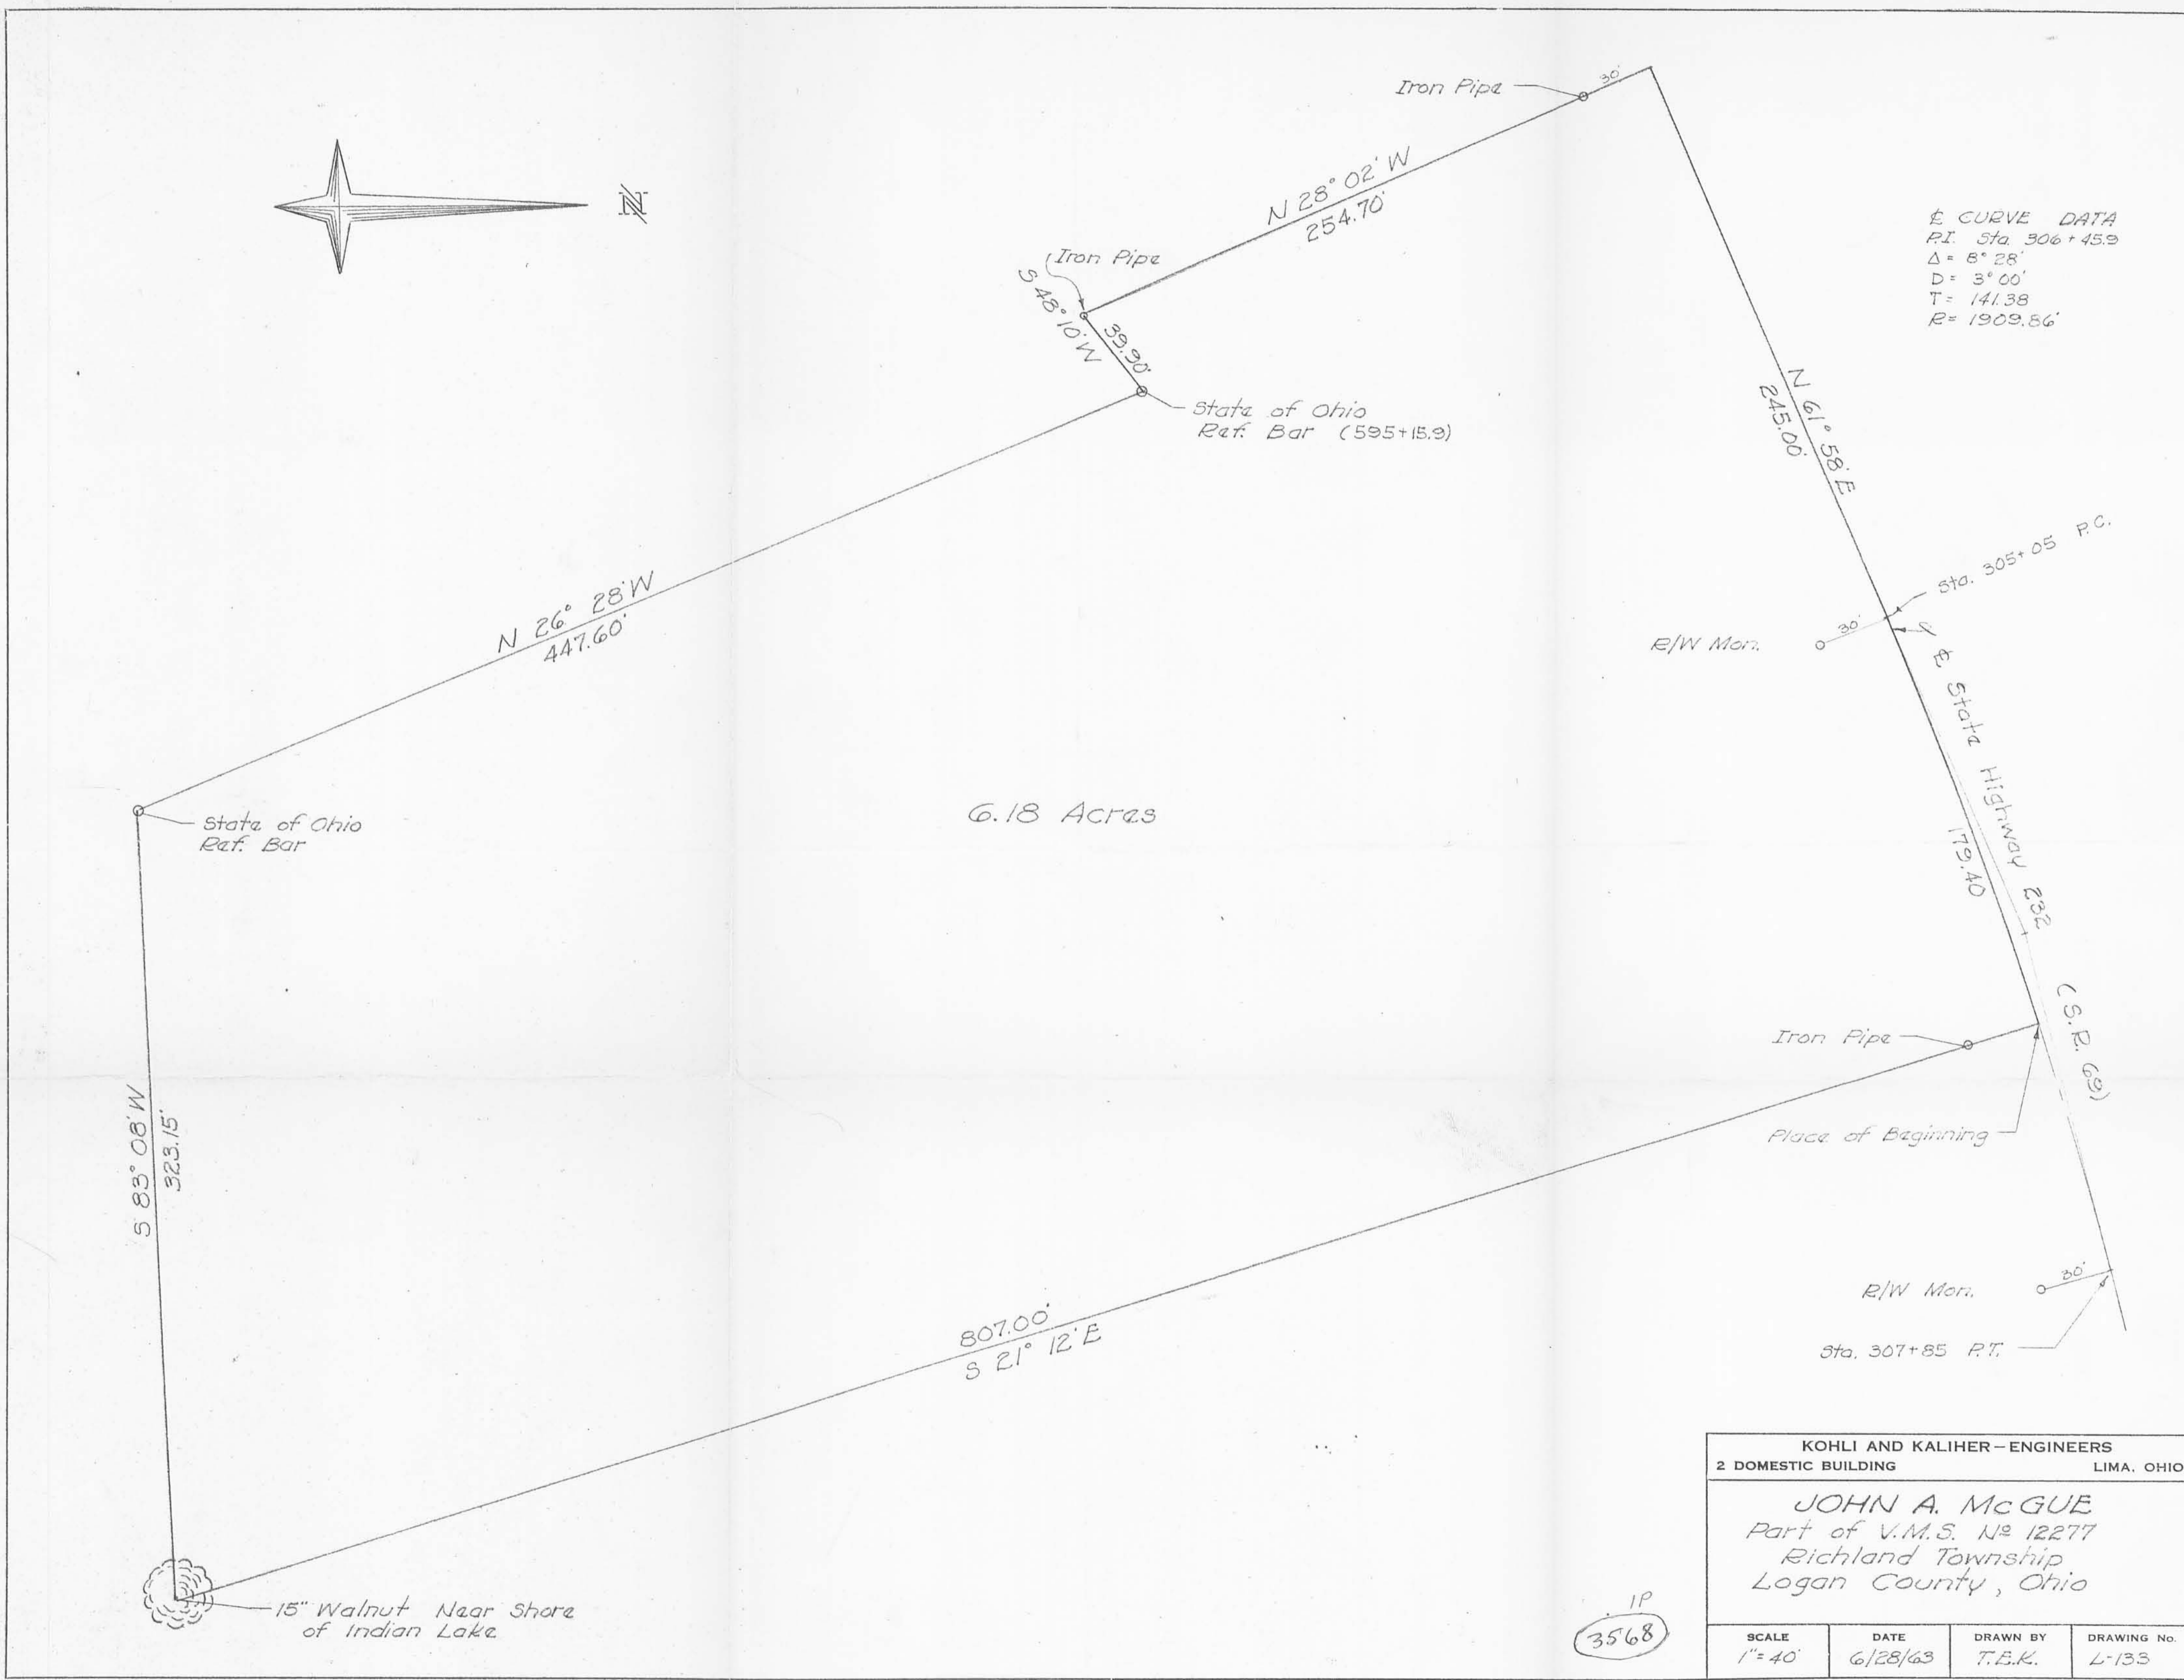 Iron Pipe
30'
N
N 28° 02' W
254.70'
Iron Pipe
S 48° 10' W
39.90'
State of Ohio
Ref. Bar (595+15.9)
℄ CURVE DATA
P.I. Sta. 306+45.9
Δ = 8° 28'
D = 3° 00'
T = 141.38
R = 1909.86'
N 61° 58' E
245.00'
Sta. 305+05 P.C.
30'
R/W Mon.
℄ State Highway 232 (S.R. 69)
179.40
N 26° 28' W
447.60'
State of Ohio
Ref. Bar
6.18 Acres
S 83° 08' W
323.15'
Iron Pipe
Place of Beginning
807.00'
S 21° 12' E
R/W Mon.
30'
Sta. 307+85 P.T.
15" Walnut Near Shore
of Indian Lake
1P
3568
KOHLI AND KALIHER-ENGINEERS
2 DOMESTIC BUILDING LIMA, OHIO
JOHN A. McGUE
Part of V.M.S. Nº 12277
Richland Township
Logan County, Ohio
SCALE
1"=40'
DATE
6/28/63
DRAWN BY
T.E.K.
DRAWING No.
L-133